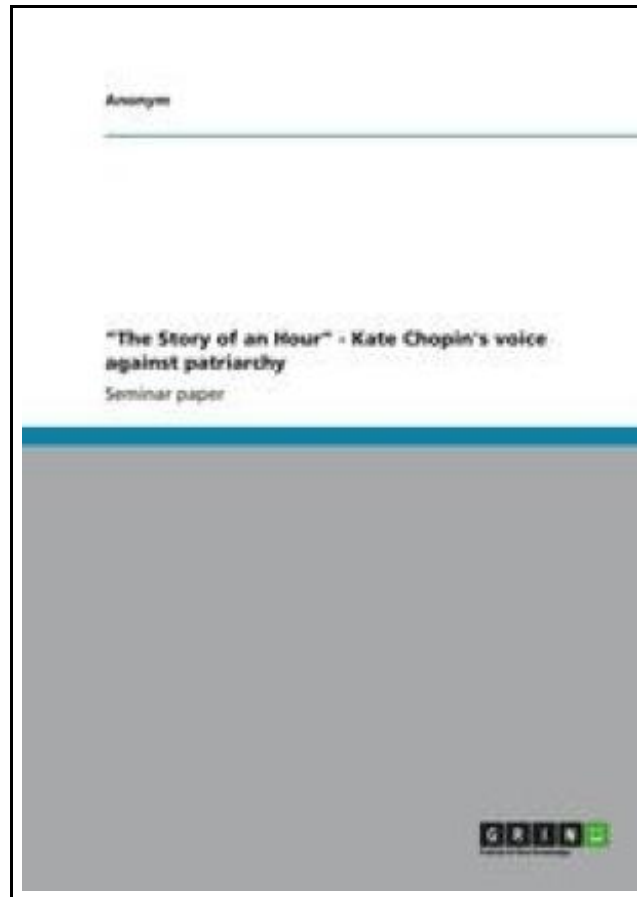 Anonym
"The Story of an Hour" - Kate Chopin's voice
against patriarchy
Seminar paper
GRIN